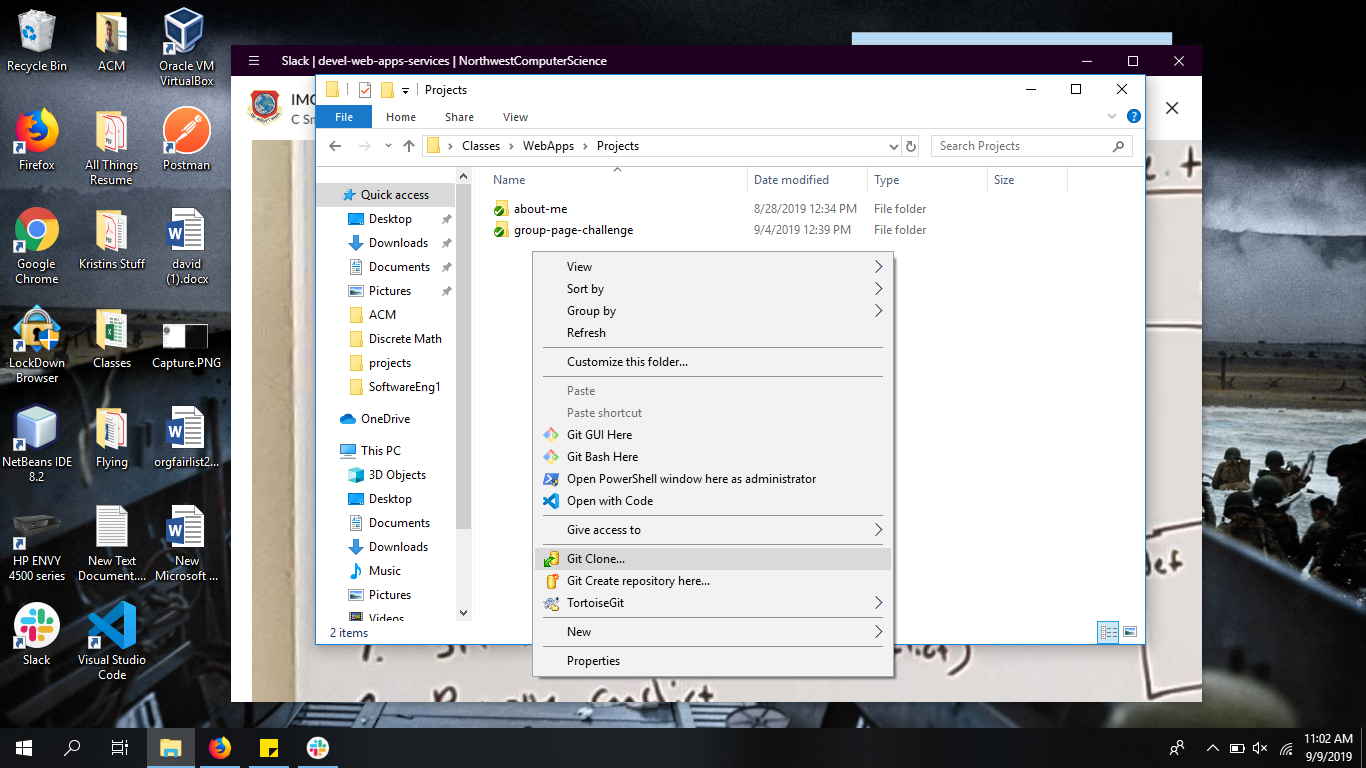 Recycle Bin
ACM
Oracle VM
VirtualBox
Firefox
All Things
Resume
Postman
Google
Chrome
Kristins Stuff
david
(1).docx
LockDown
Browser
Classes
Capture.PNG
NetBeans IDE
8.2
Flying
orgfairlist2...
HP ENVY
4500 series
New Text
Document....
New
Microsoft ...
Slack
Visual Studio
Code
Slack | devel-web-apps-services | NorthwestComputerScience
Projects
File
Home
Share
View
Classes
WebApps
Projects
Search Projects
Quick access
Desktop
Downloads
Documents
Pictures
ACM
Discrete Math
projects
SoftwareEng1
OneDrive
This PC
3D Objects
Desktop
Documents
Downloads
Music
Pictures
Videos
2 items
Name
Date modified
Type
Size
about-me
8/28/2019 12:34 PM
File folder
group-page-challenge
9/4/2019 12:39 PM
File folder
View
Sort by
Group by
Refresh
Customize this folder...
Paste
Paste shortcut
Git GUI Here
Git Bash Here
Open PowerShell window here as administrator
Open with Code
Give access to
Git Clone...
Git Create repository here...
TortoiseGit
New
Properties
11:02 AM
9/9/2019